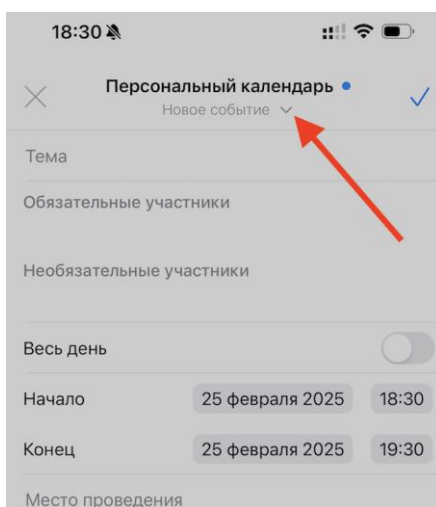 18:30
Персональный календарь
Новое событие
Тема
Обязательные участники
Необязательные участники
Весь день
Начало 25 февраля 2025 18:30
Конец 25 февраля 2025 19:30
Место проведения